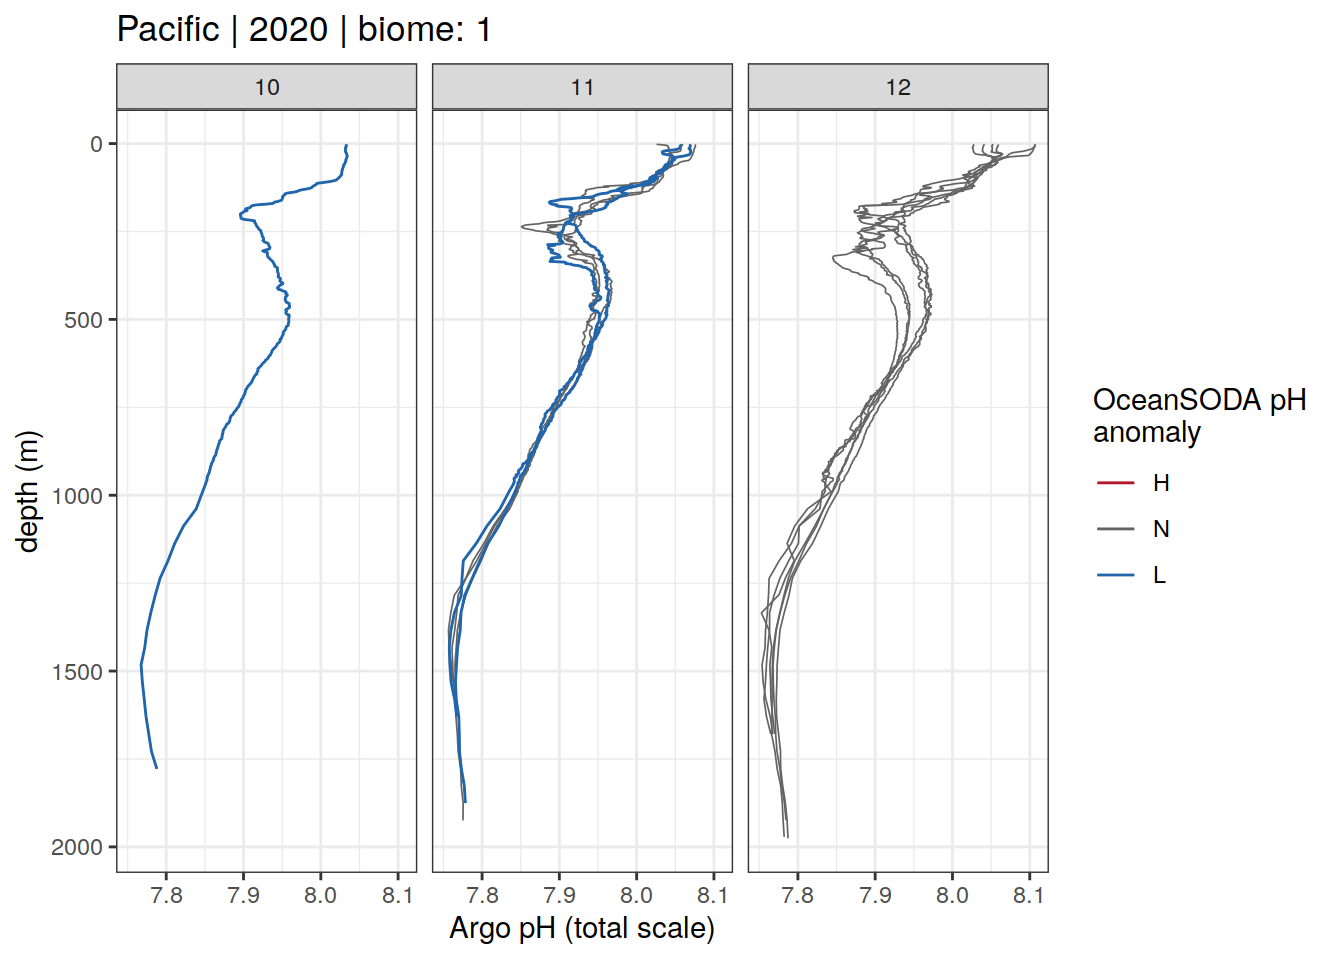 Pacific | 2020 | biome: 1
10
11
12
0
500
1000
1500
2000
depth (m)
7.8 7.9 8.0 8.1
7.8 7.9 8.0 8.1
7.8 7.9 8.0 8.1
Argo pH (total scale)
OceanSODA pH
anomaly
H
N
L